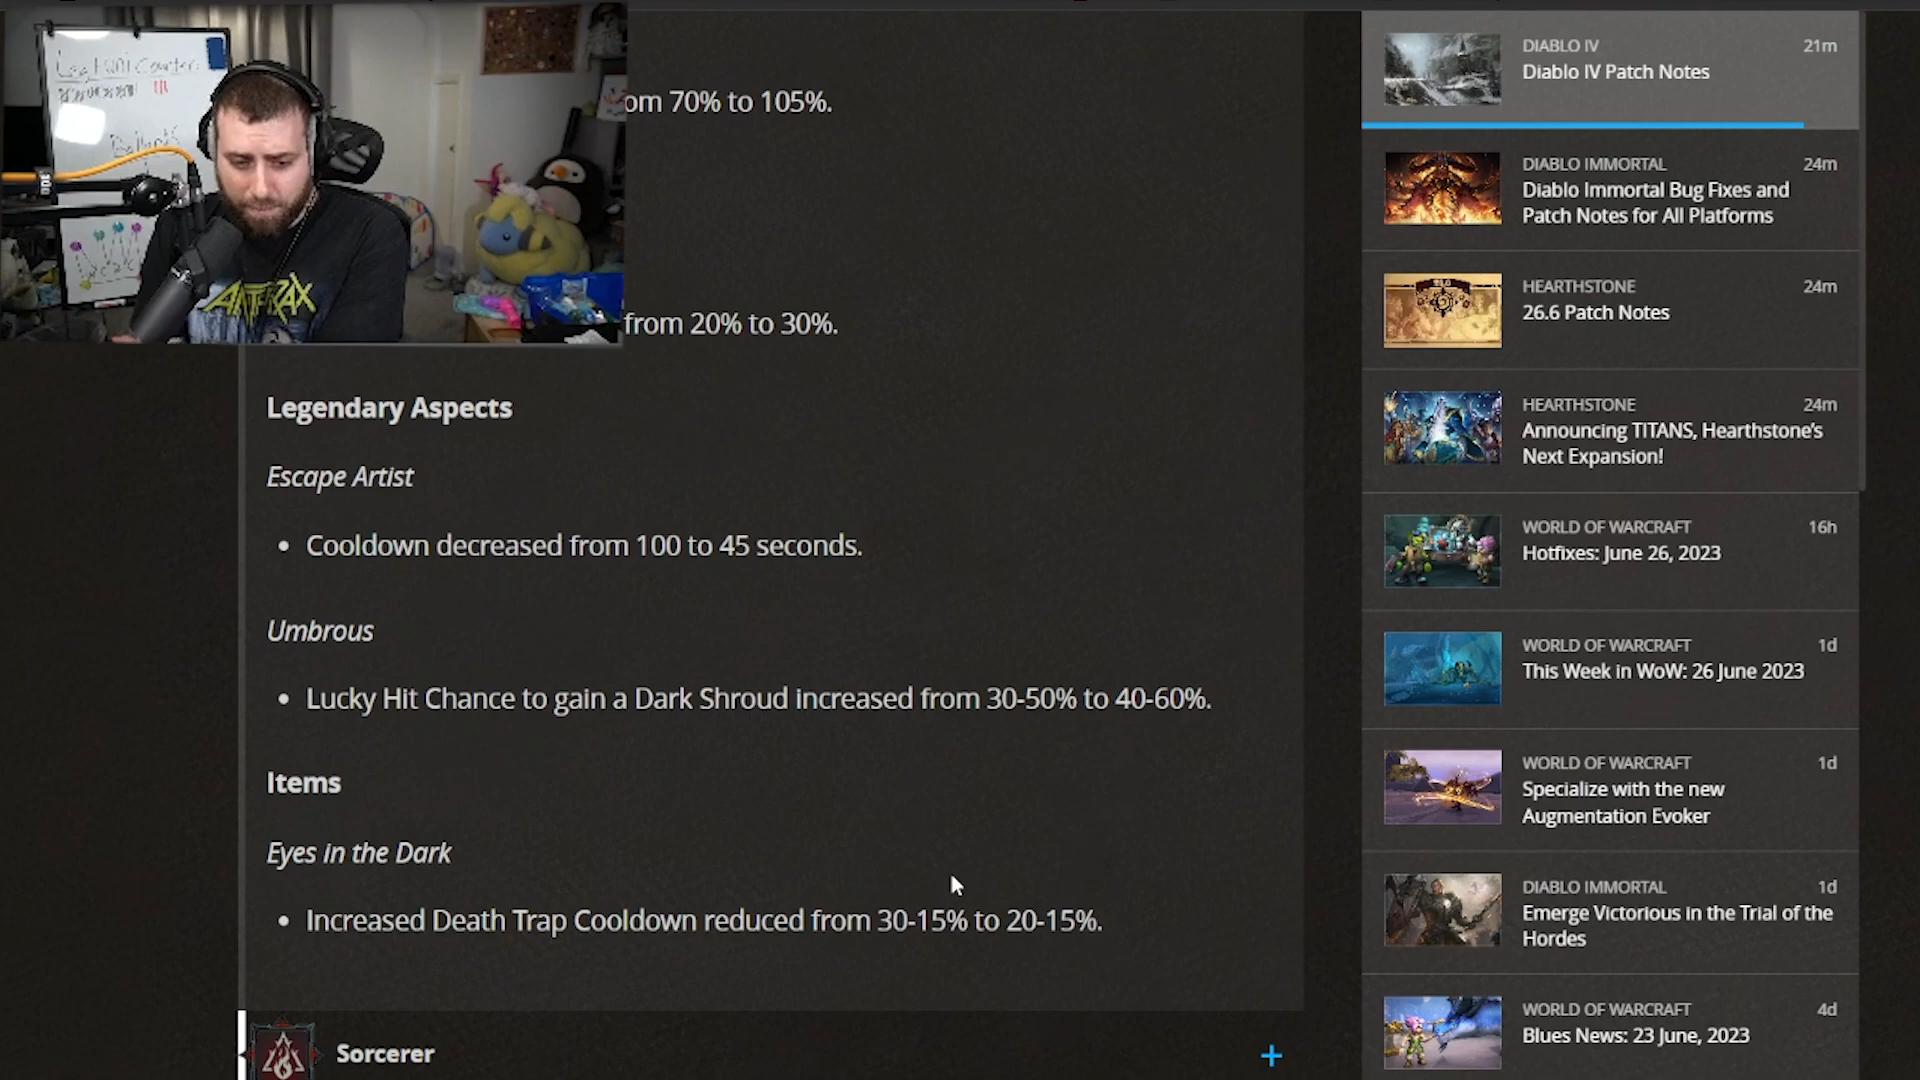 Leg
ANTHRAX
om 70% to 105%.
from 20% to 30%.
Legendary Aspects
Escape Artist
• Cooldown decreased from 100 to 45 seconds.
Umbrous
• Lucky Hit Chance to gain a Dark Shroud increased from 30-50% to 40-60%.
Items
Eyes in the Dark
• Increased Death Trap Cooldown reduced from 30-15% to 20-15%.
Sorcerer
+
DIABLO IV 21m
Diablo IV Patch Notes
DIABLO IMMORTAL 24m
Diablo Immortal Bug Fixes and
Patch Notes for All Platforms
HEARTHSTONE 24m
26.6 Patch Notes
HEARTHSTONE 24m
Announcing TITANS, Hearthstone's
Next Expansion!
WORLD OF WARCRAFT 16h
Hotfixes: June 26, 2023
WORLD OF WARCRAFT 1d
This Week in WoW: 26 June 2023
WORLD OF WARCRAFT 1d
Specialize with the new
Augmentation Evoker
DIABLO IMMORTAL 1d
Emerge Victorious in the Trial of the
Hordes
WORLD OF WARCRAFT 4d
Blues News: 23 June, 2023